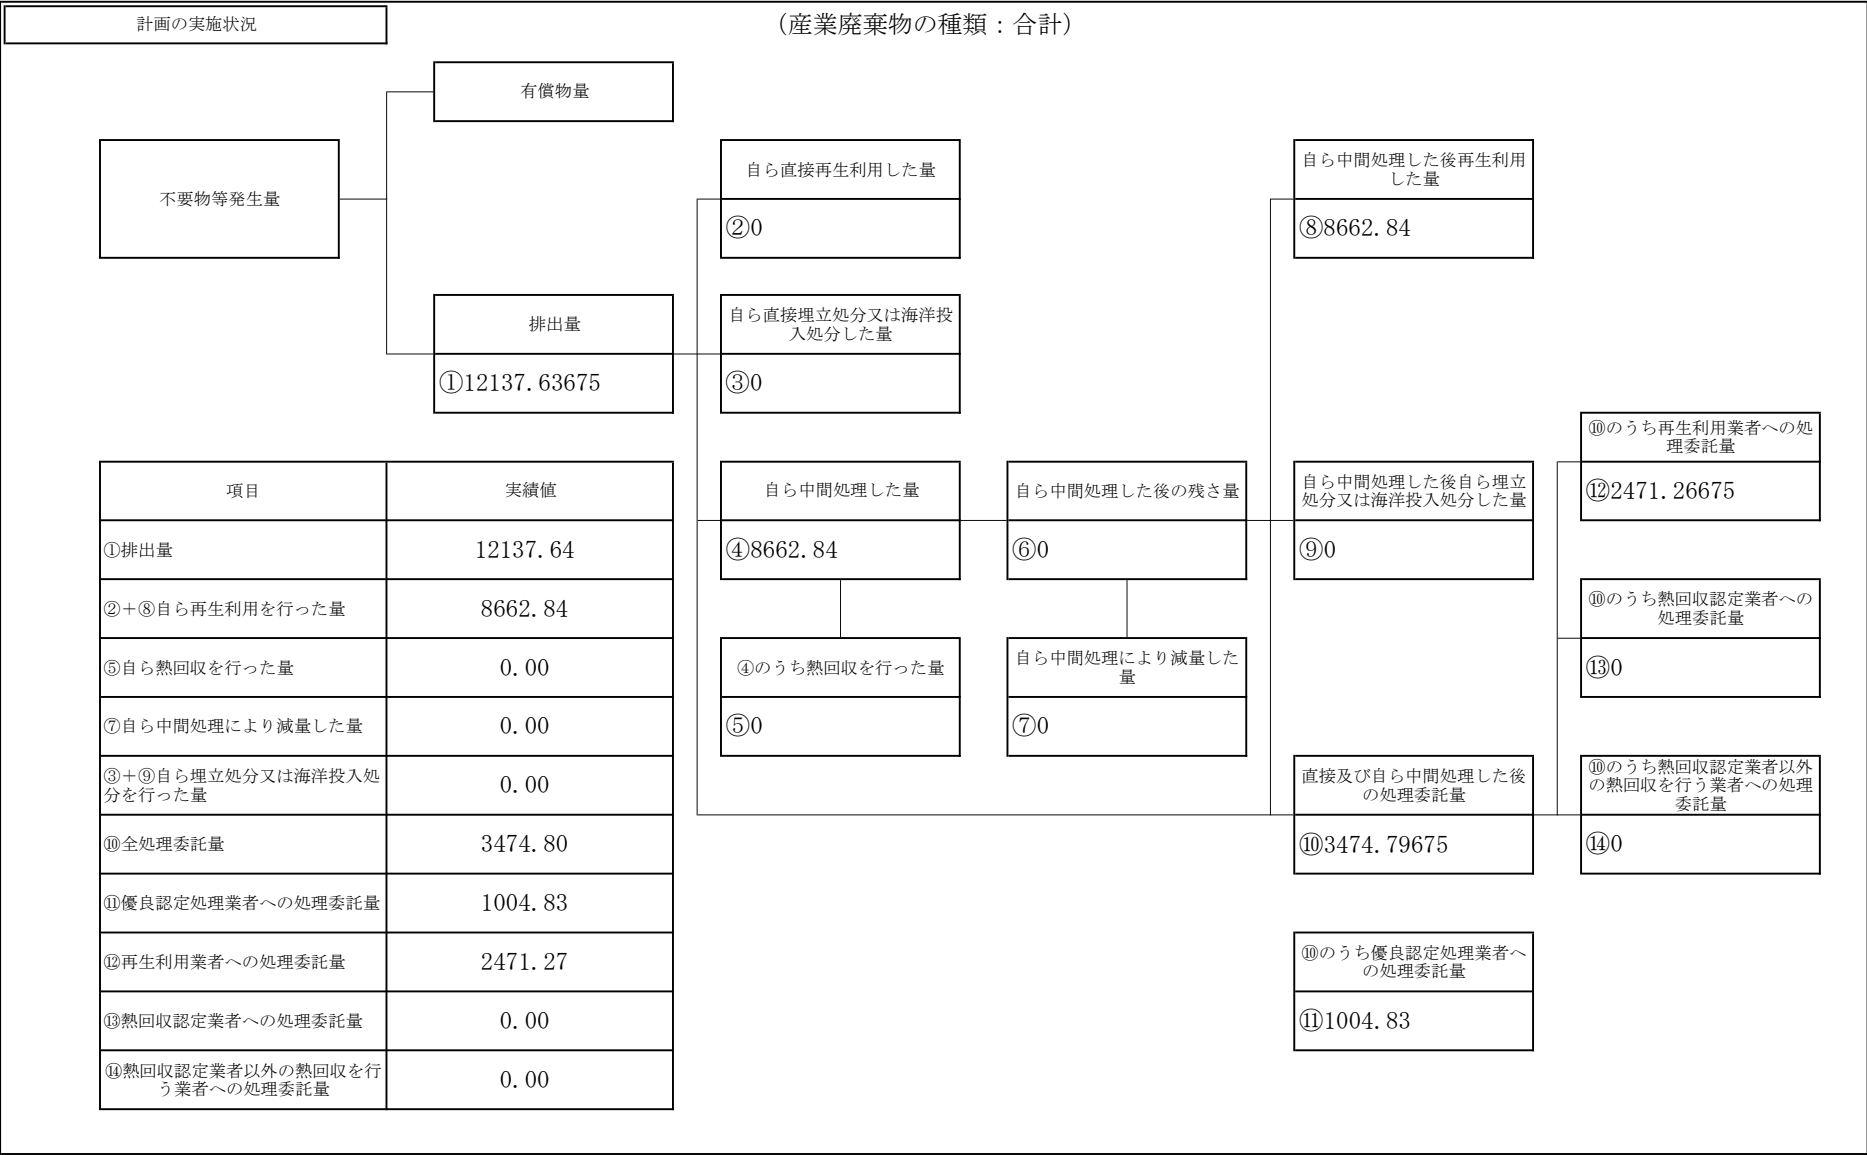 計画の実施状況
（産業廃棄物の種類：合計）
有償物量
不要物等発生量
自ら直接再生利用した量
②0
自ら中間処理した後再生利用
した量
⑧8662.84
排出量
①12137.63675
自ら直接埋立処分又は海洋投
入処分した量
③0
⑩のうち再生利用業者への処
理委託量
⑫2471.26675
自ら中間処理した量
④8662.84
自ら中間処理した後の残さ量
⑥0
自ら中間処理した後自ら埋立
処分又は海洋投入処分した量
⑨0
⑩のうち熱回収認定業者への
処理委託量
⑬0
④のうち熱回収を行った量
⑤0
自ら中間処理により減量した
量
⑦0
直接及び自ら中間処理した後
の処理委託量
⑩3474.79675
⑩のうち熱回収認定業者以外
の熱回収を行う業者への処理
委託量
⑭0
⑩のうち優良認定処理業者へ
の処理委託量
⑪1004.83
項目 実績値
①排出量 12137.64
②＋⑧自ら再生利用を行った量 8662.84
⑤自ら熱回収を行った量 0.00
⑦自ら中間処理により減量した量 0.00
③＋⑨自ら埋立処分又は海洋投入処
分を行った量 0.00
⑩全処理委託量 3474.80
⑪優良認定処理業者への処理委託量 1004.83
⑫再生利用業者への処理委託量 2471.27
⑬熱回収認定業者への処理委託量 0.00
⑭熱回収認定業者以外の熱回収を行
う業者への処理委託量 0.00